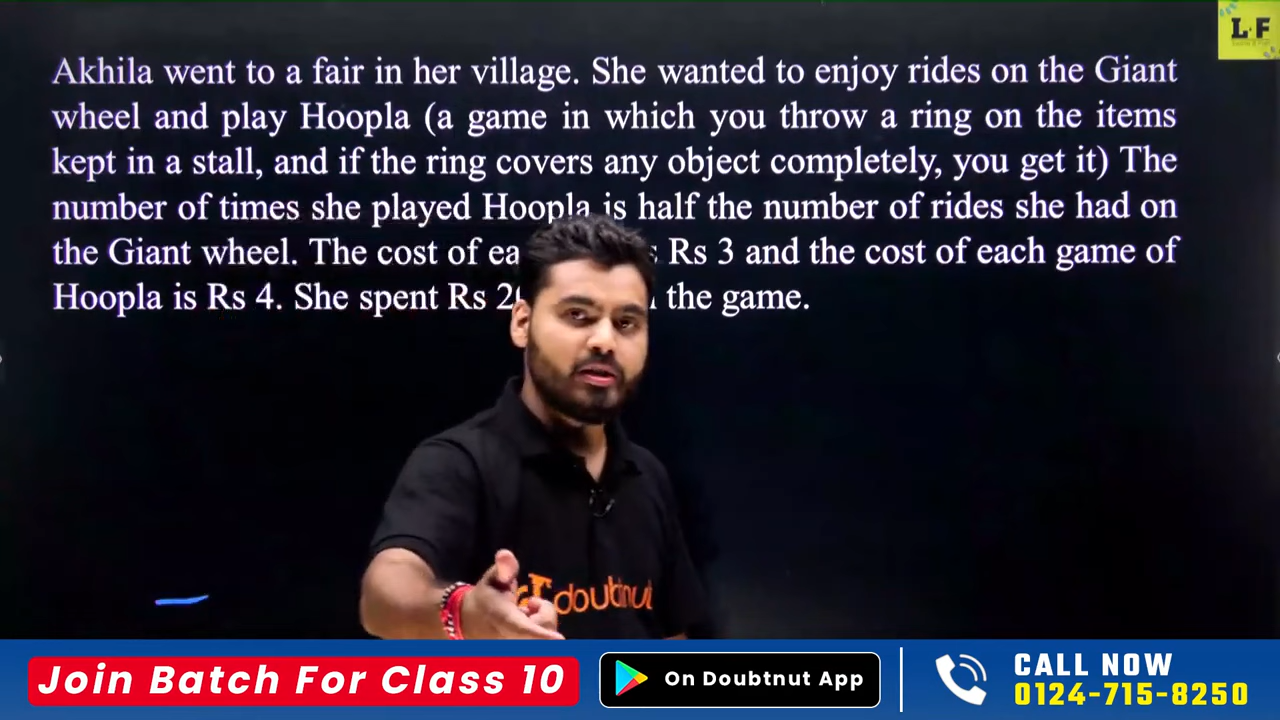 L·F
Akhila went to a fair in her village. She wanted to enjoy rides on the Giant
wheel and play Hoopla (a game in which you throw a ring on the items
kept in a stall, and if the ring covers any object completely, you get it) The
number of times she played Hoopla is half the number of rides she had on
the Giant wheel. The cost of Rs 3 and the cost of each game of
Hoopla is Rs 4. She spent Rs the game.
doubtnut
Join Batch For Class 10
On Doubtnut App
CALL NOW
0124-715-8250